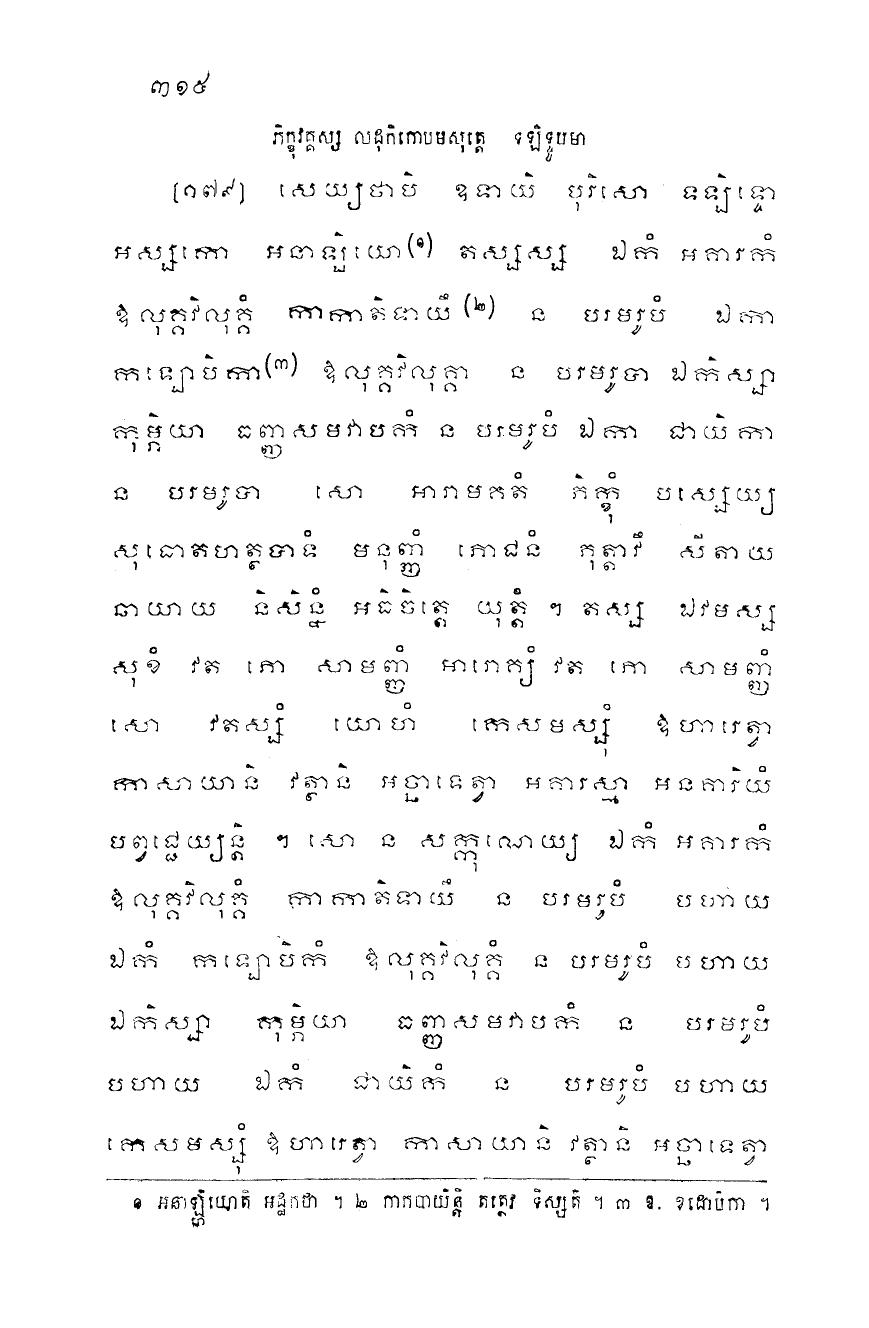 ៣១៥
ភិក្ខុវគ្គស្ស លដុកិកោបមសុត្តេ ទឡិទ្ទូបមា
[១៧៩] សេយ្យថាបិ ឧទាយិ បុរិសោ ទឡិទ្ទោ
អស្សកោ អនាឡ្ហិយោ(១) តស្សស្ស ឯកំ អគារកំ
ឱលុគ្គវិលុគ្គំ កាកាតិទាយឹ (២) ន បរមរូបំ ឯកា
កឡោបិកា(៣) ឱលុគ្គវិលុគ្គា ន បរមរូបា ឯកិស្សា
កុម្ភិយា ធញ្ញសមវាបកំ ន បរមរូបំ ឯកា ជាយិកា
ន បរមរូបា សោ អារាមគតំ ភិក្ខុំ បស្សេយ្យ
សុធោតហត្ថបាទំ មនុញ្ញំ ភោជនំ ភុត្តាវឹ សីតាយ
ឆាយាយ និសិន្នំ អធិចិត្តេ យុត្តំ ។ តស្ស ឯវមស្ស
សុខំ វត ភោ សាមញ្ញំ អារោគ្យំ វត ភោ សាមញ្ញំ
សោ វតស្សំ យោហំ កេសមស្សុំ ឱហារេត្វា
កាសាយានិ វត្ថានិ អច្ឆាទេត្វា អគារស្មា អនគារិយំ
បព្វជ្ជេយ្យន្តិ ។ សោ ន សក្កុណេយ្យ ឯកំ អគារកំ
ឱលុគ្គវិលុគ្គំ កាកាតិទាយឹ ន បរមរូបំ បហាយ
ឯកំ កឡោបិកំ ឱលុគ្គវិលុគ្គំ ន បរមរូបំ បហាយ
ឯកិស្សា កុម្ភិយា ធញ្ញសមវាបកំ ន បរមរូបំ
បហាយ ឯកំ ជាយិកំ ន បរមរូបំ បហាយ
កេសមស្សុំ ឱហារេត្វា កាសាយានិ វត្ថានិ អច្ឆាទេត្វា
១ អនាឡ្ហិយោតិ អដ្ឋកថា ។ ២ កាកបាយិន្តិ តត្ថេវ ទិស្សតិ ។ ៣ ឱ. ខដោបិកា ។